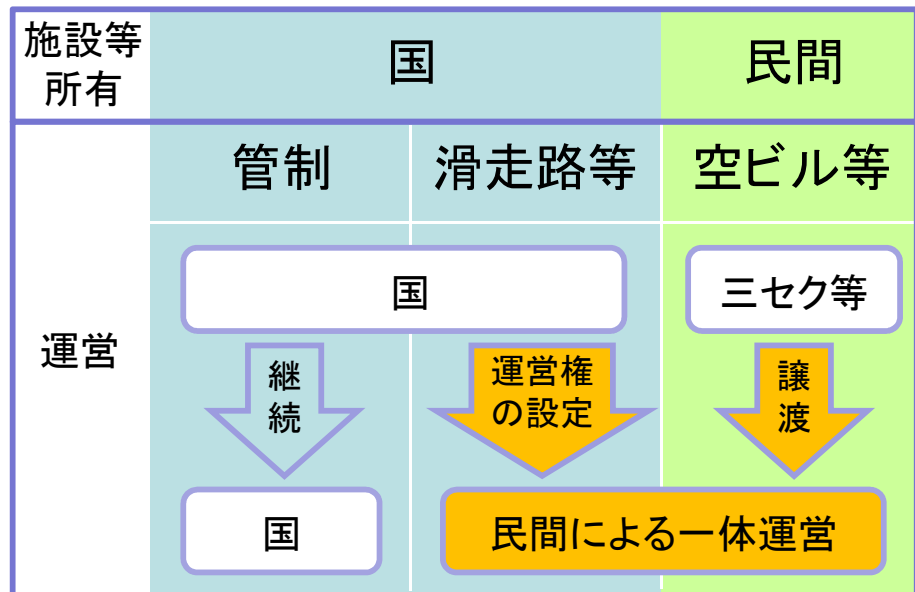 施設等
所有
国
民間
管制
滑走路等
空ビル等
運営
国
三セク等
継
続
運営権
の設定
譲
渡
国
民間による一体運営